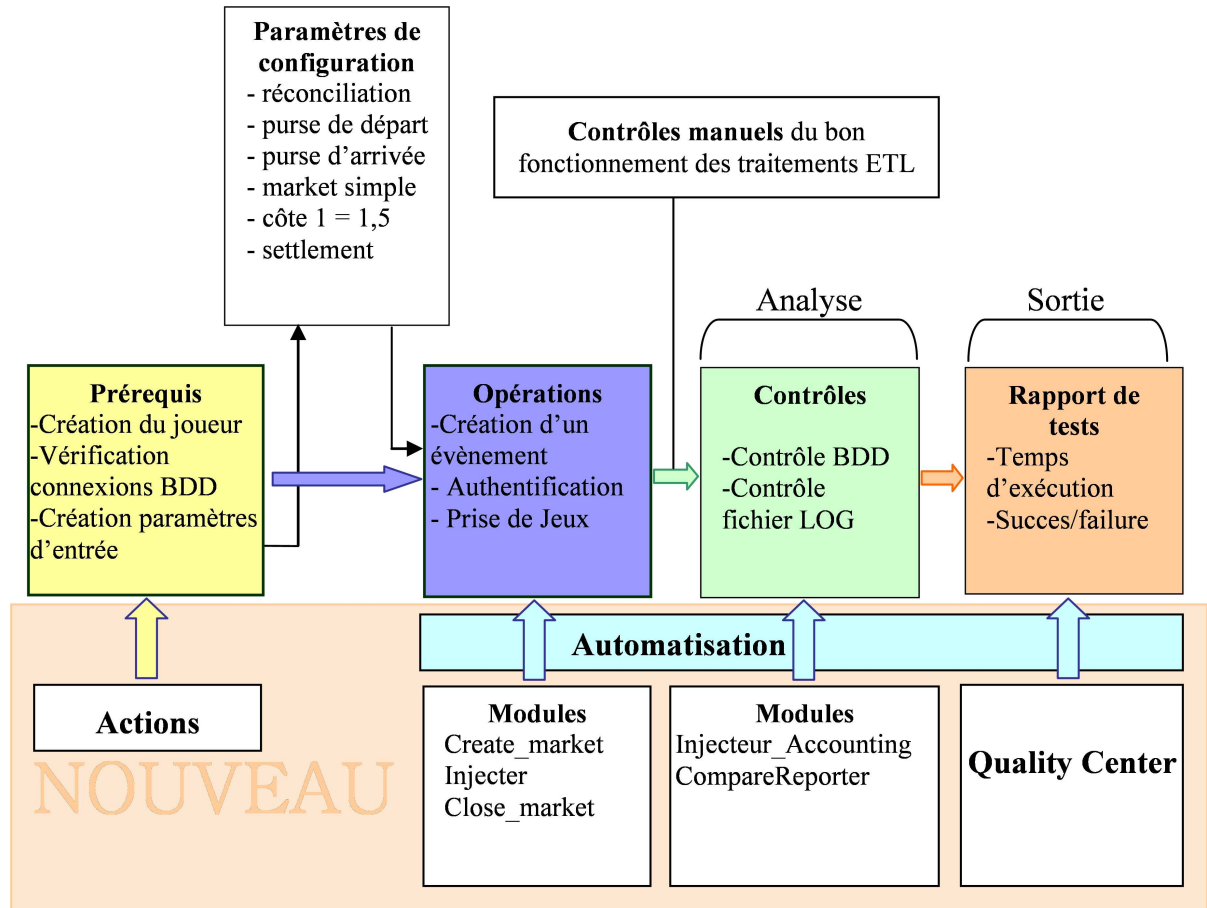 Paramètres de
configuration
- réconciliation
- purse de départ
- purse d’arrivée
- market simple
- côte 1 = 1,5
- settlement
Contrôles manuels du bon
fonctionnement des traitements ETL
Analyse
Sortie
Prérequis
-Création du joueur
-Vérification
connexions BDD
-Création paramètres
d’entrée
Opérations
-Création d’un
évènement
- Authentification
- Prise de Jeux
Contrôles
-Contrôle BDD
-Contrôle
fichier LOG
Rapport de
tests
-Temps
d’exécution
-Succes/failure
Automatisation
Actions
NOUVEAU
Modules
Create_market
Injecter
Close_market
Modules
Injecteur_Accounting
CompareReporter
Quality Center